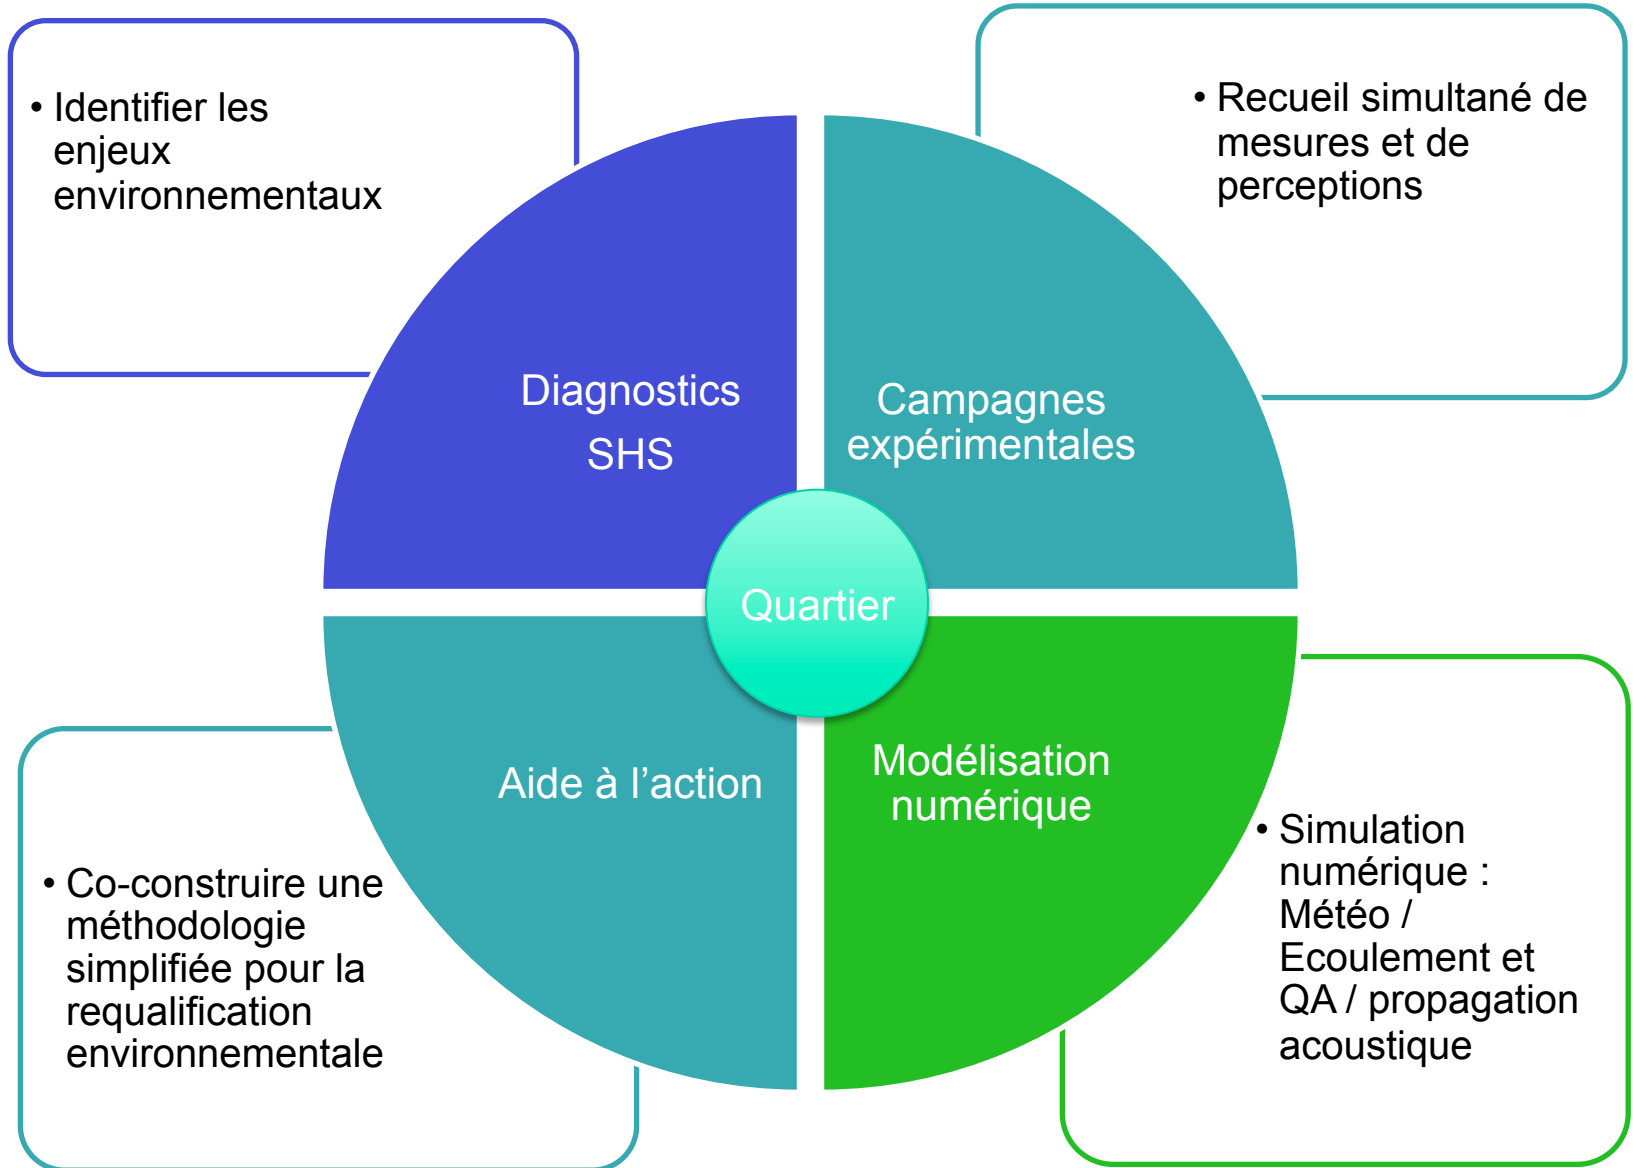 • Identifier les
enjeux
environnementaux
• Recueil simultané de
mesures et de
perceptions
Diagnostics
SHS
Campagnes
expérimentales
Quartier
Aide à l’action
Modélisation
numérique
• Co-construire une
méthodologie
simplifiée pour la
requalification
environnementale
• Simulation
numérique :
Météo /
Ecoulement et
QA / propagation
acoustique